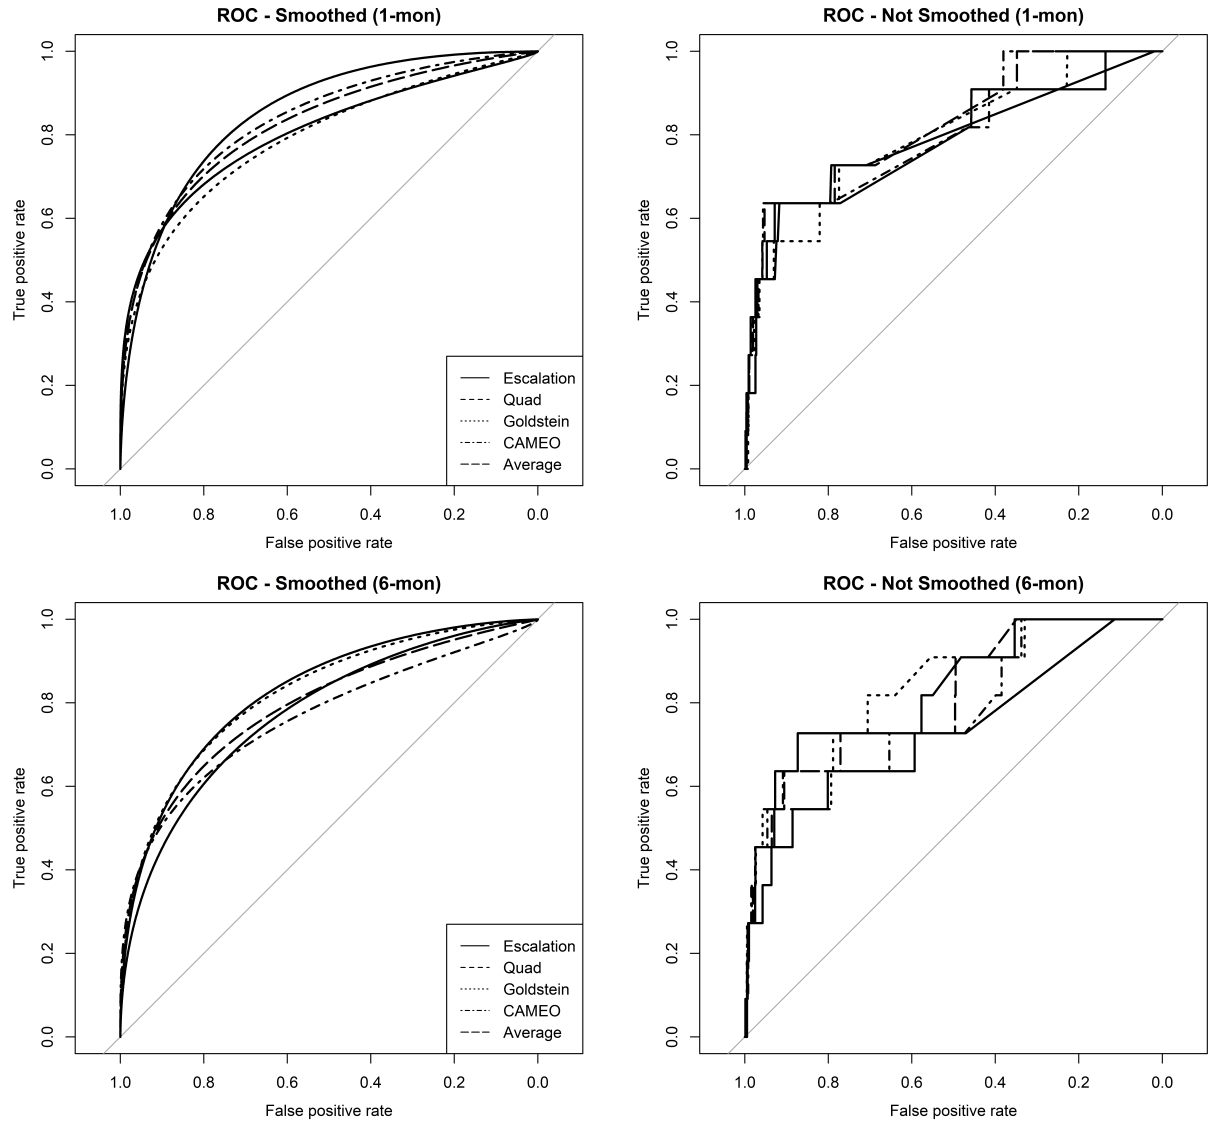 ROC - Smoothed (1-mon)
True positive rate
1.0
0.8
0.6
0.4
0.2
0.0
Escalation
Quad
Goldstein
CAMEO
Average
1.0 0.8 0.6 0.4 0.2 0.0
False positive rate
ROC - Not Smoothed (1-mon)
True positive rate
1.0
0.8
0.6
0.4
0.2
0.0
1.0 0.8 0.6 0.4 0.2 0.0
False positive rate
ROC - Smoothed (6-mon)
True positive rate
1.0
0.8
0.6
0.4
0.2
0.0
Escalation
Quad
Goldstein
CAMEO
Average
1.0 0.8 0.6 0.4 0.2 0.0
False positive rate
ROC - Not Smoothed (6-mon)
True positive rate
1.0
0.8
0.6
0.4
0.2
0.0
1.0 0.8 0.6 0.4 0.2 0.0
False positive rate